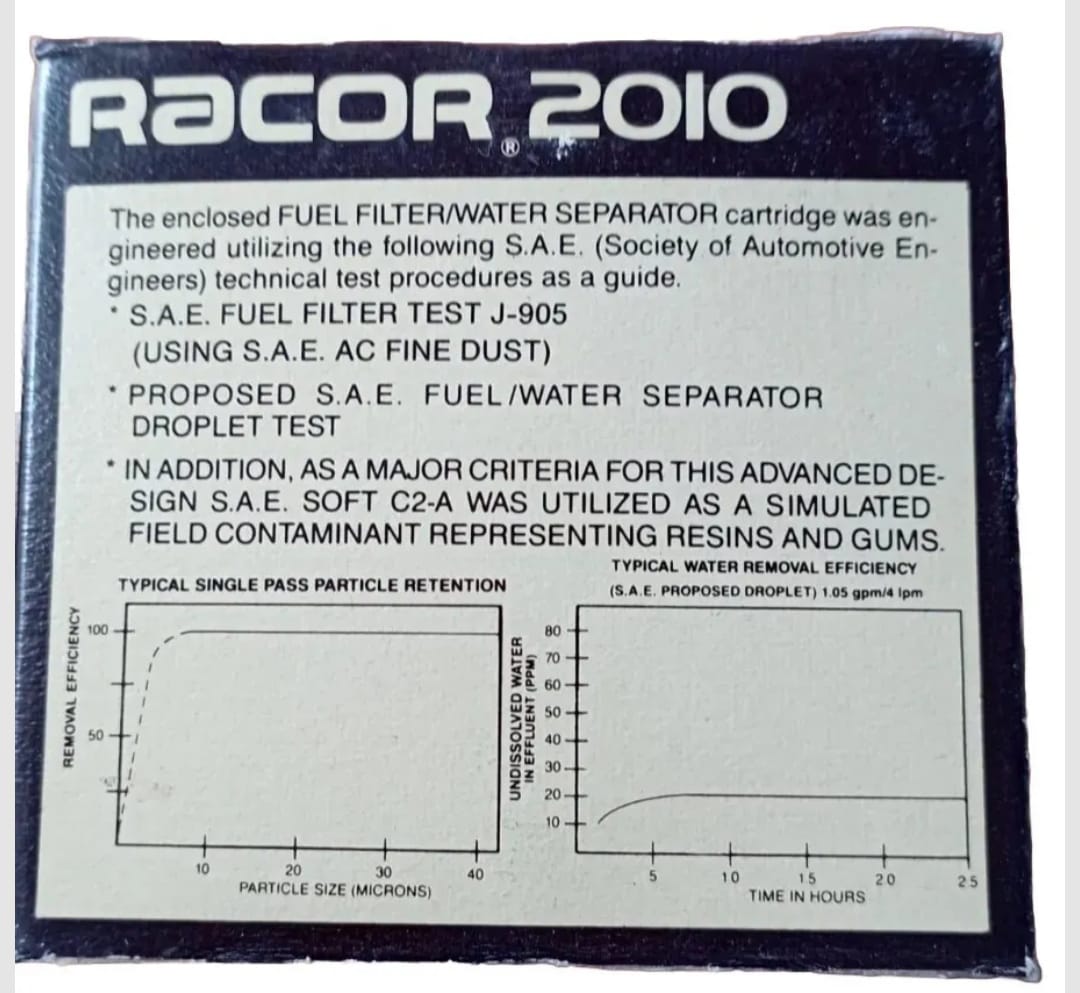 RacoR® 2010
The enclosed FUEL FILTER/WATER SEPARATOR cartridge was en-
gineered utilizing the following S.A.E. (Society of Automotive En-
gineers) technical test procedures as a guide.
* S.A.E. FUEL FILTER TEST J-905
(USING S.A.E. AC FINE DUST)
* PROPOSED S.A.E. FUEL/WATER SEPARATOR
DROPLET TEST
* IN ADDITION, AS A MAJOR CRITERIA FOR THIS ADVANCED DE-
SIGN S.A.E. SOFT C2-A WAS UTILIZED AS A SIMULATED
FIELD CONTAMINANT REPRESENTING RESINS AND GUMS.
TYPICAL SINGLE PASS PARTICLE RETENTION
REMOVAL EFFICIENCY
100
50
10 20 30 40
PARTICLE SIZE (MICRONS)
TYPICAL WATER REMOVAL EFFICIENCY
(S.A.E. PROPOSED DROPLET) 1.05 gpm/4 lpm
UNDISSOLVED WATER
IN EFFLUENT (PPM)
80
70
60
50
40
30
20
10
5 10 15 20 25
TIME IN HOURS